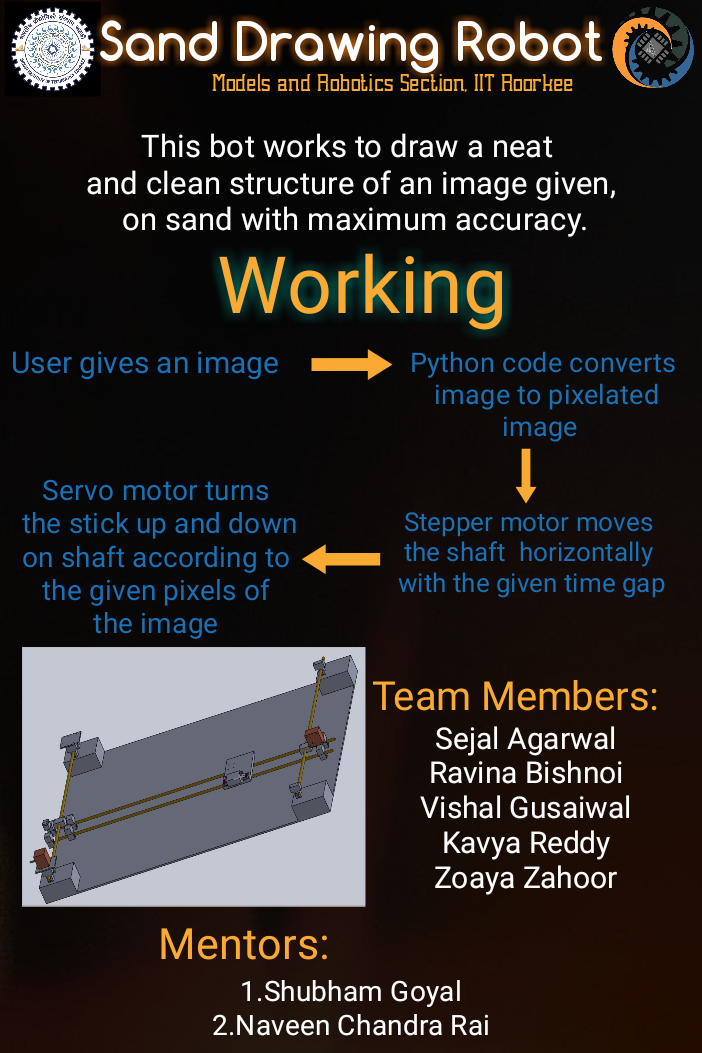 Sand Drawing Robot
Models and Robotics Section, IIT Roorkee
This bot works to draw a neat
and clean structure of an image given,
on sand with maximum accuracy.
Working
User gives an image
Python code converts
image to pixelated
image
Stepper motor moves
the shaft horizontally
with the given time gap
Servo motor turns
the stick up and down
on shaft according to
the given pixels of
the image
Team Members:
Sejal Agarwal
Ravina Bishnoi
Vishal Gusaiwal
Kavya Reddy
Zoaya Zahoor
Mentors:
1.Shubham Goyal
2.Naveen Chandra Rai